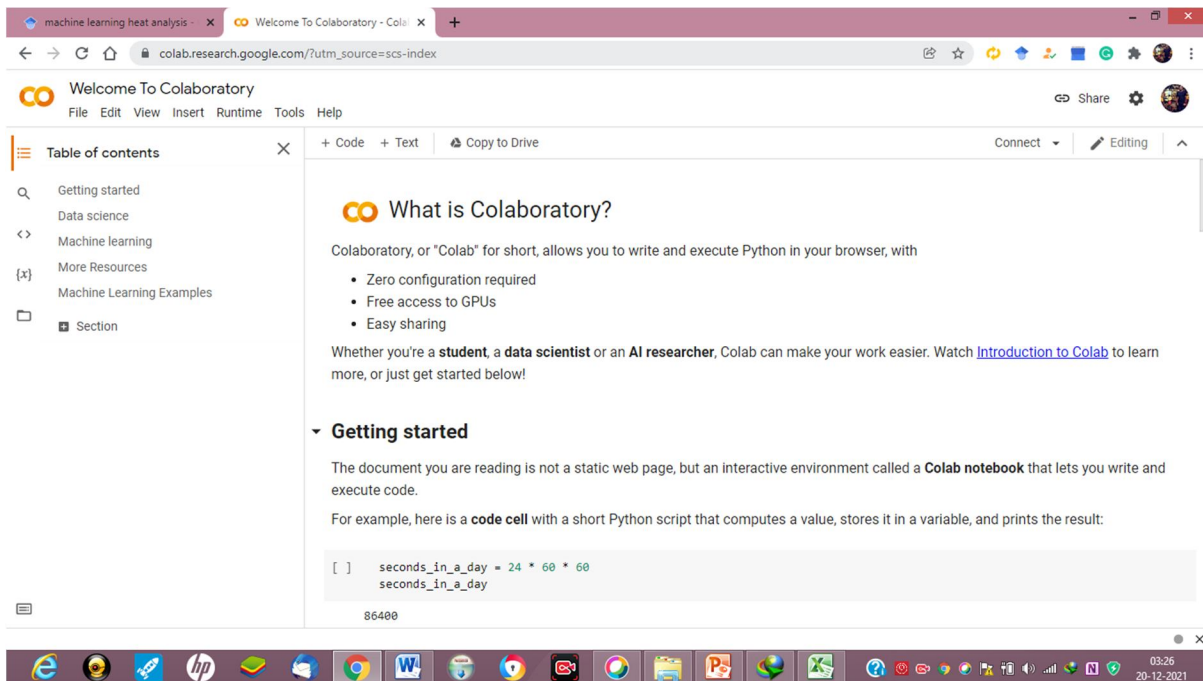 machine learning heat analysis -
Welcome To Colaboratory - Cola
colab.research.google.com/?utm_source=scs-index
Welcome To Colaboratory
File Edit View Insert Runtime Tools Help
Share
Table of contents
+ Code + Text Copy to Drive
Connect Editing
Getting started
Data science
Machine learning
More Resources
Machine Learning Examples
Section
{x}
CO What is Colaboratory?
Colaboratory, or "Colab" for short, allows you to write and execute Python in your browser, with
• Zero configuration required
• Free access to GPUs
• Easy sharing
Whether you're a student, a data scientist or an AI researcher, Colab can make your work easier. Watch Introduction to Colab to learn
more, or just get started below!
Getting started
The document you are reading is not a static web page, but an interactive environment called a Colab notebook that lets you write and
execute code.
For example, here is a code cell with a short Python script that computes a value, stores it in a variable, and prints the result:
[ ] seconds_in_a_day = 24 * 60 * 60
seconds_in_a_day
86400
03:26
20-12-2021